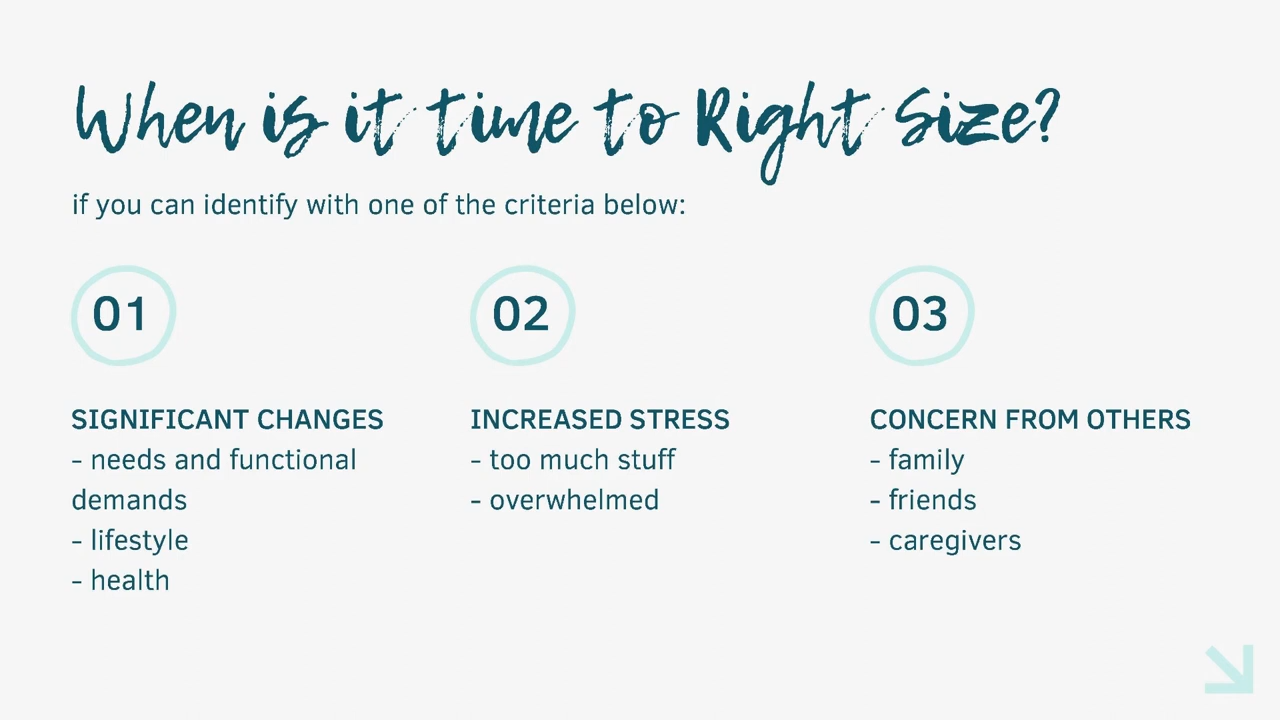 When is it time to Right Size?
if you can identify with one of the criteria below:
01
SIGNIFICANT CHANGES
- needs and functional
demands
- lifestyle
- health
02
INCREASED STRESS
- too much stuff
- overwhelmed
03
CONCERN FROM OTHERS
- family
- friends
- caregivers